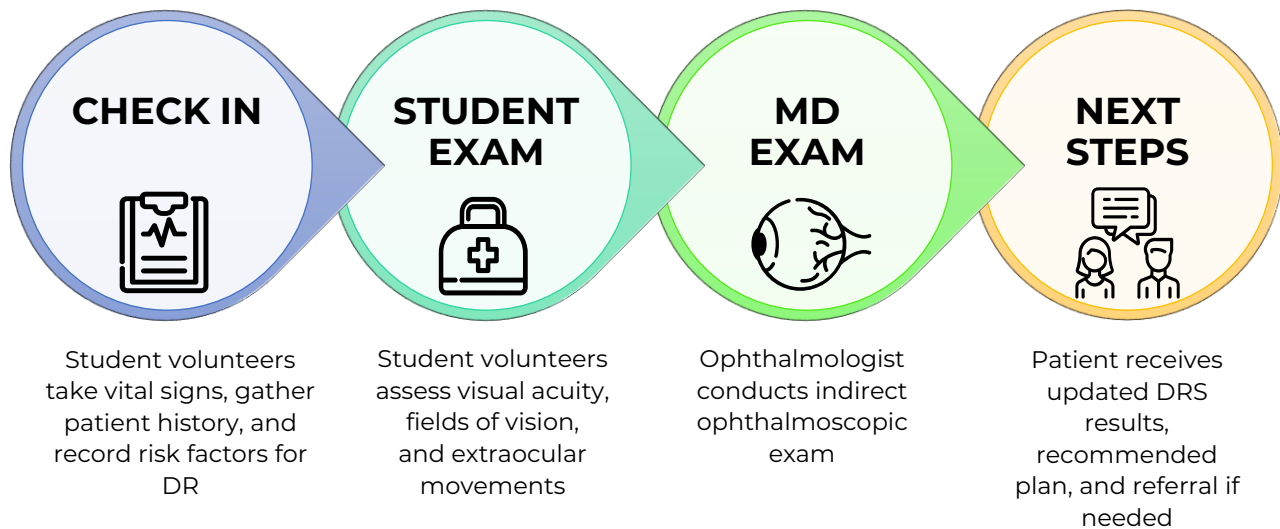 CHECK IN
Student volunteers
take vital signs, gather
patient history, and
record risk factors for
DR
STUDENT
EXAM
Student volunteers
assess visual acuity,
fields of vision,
and extraocular
movements
MD
EXAM
Ophthalmologist
conducts indirect
ophthalmoscopic
exam
NEXT
STEPS
Patient receives
updated DRS
results,
recommended
plan, and referral if
needed